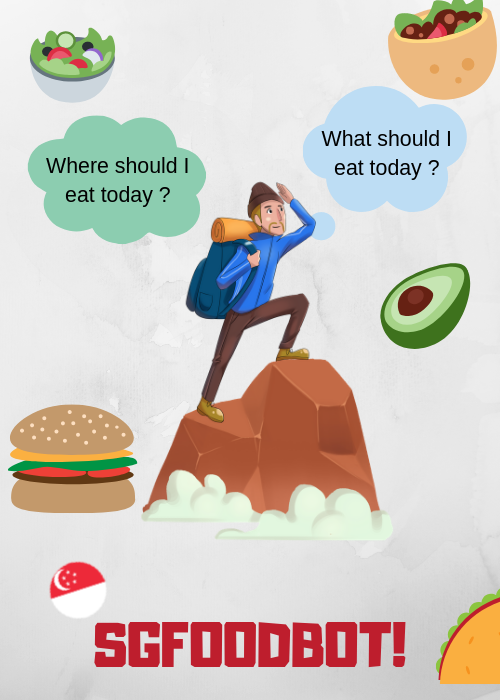 Where should I
eat today ?
What should I
eat today ?
SGFOODBOT!